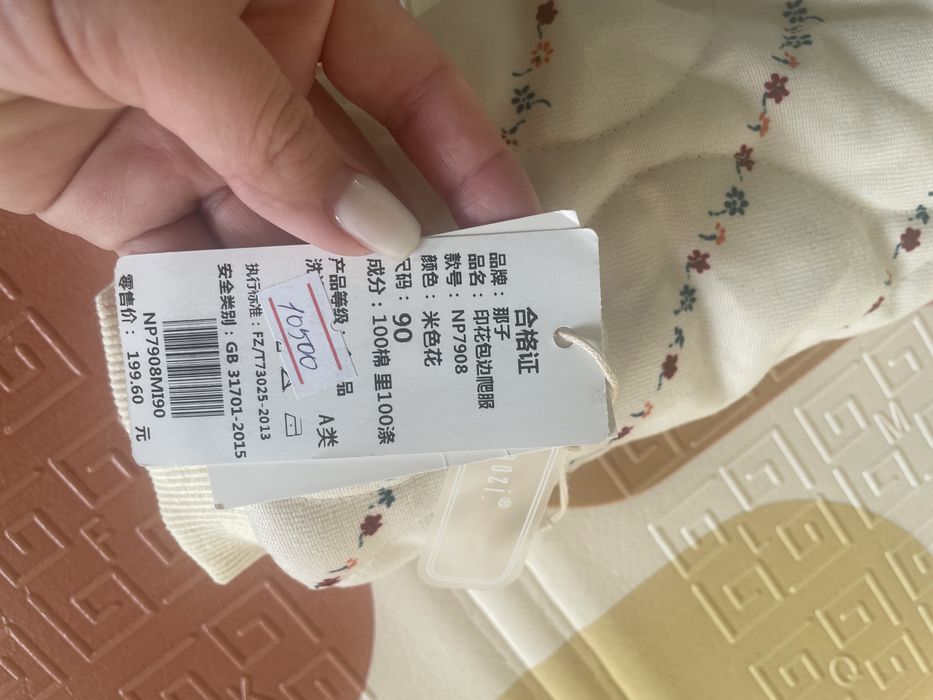 合格证
品牌：那子
品名：印花包边爬服
款号：NP7908
颜色：米色花
尺码：90
成分：100棉 里100涤
产品等级：品
洗 A类
执行标准：FZ/T73025-2013
安全类别：GB 31701-2015
NP7908MI90
零售价：199.60 元
10500
ozi®